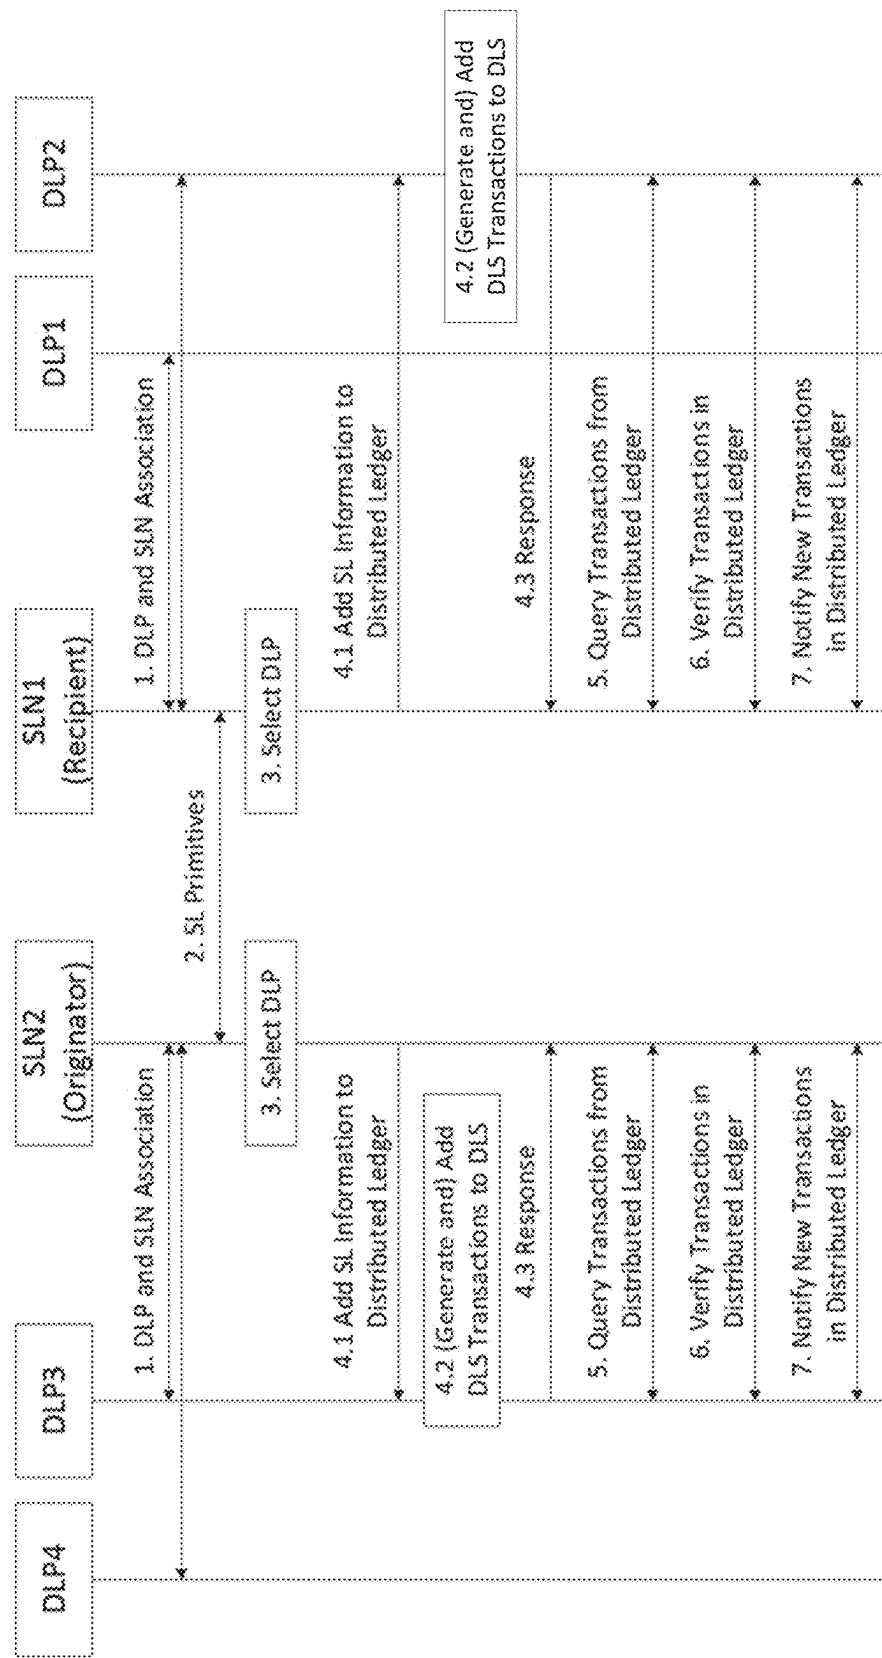 DLP4
DLP3
SLN2
(Originator)
SLN1
(Recipient)
DLP1
DLP2
1. DLP and SLN Association
1. DLP and SLN Association
2. SL Primitives
3. Select DLP
3. Select DLP
4.1 Add SL Information to
Distributed Ledger
4.1 Add SL Information to
Distributed Ledger
4.2 (Generate and) Add
DLS Transactions to DLS
4.2 (Generate and) Add
DLS Transactions to DLS
4.3 Response
4.3 Response
5. Query Transactions from
Distributed Ledger
5. Query Transactions from
Distributed Ledger
6. Verify Transactions in
Distributed Ledger
6. Verify Transactions in
Distributed Ledger
7. Notify New Transactions
in Distributed Ledger
7. Notify New Transactions
in Distributed Ledger